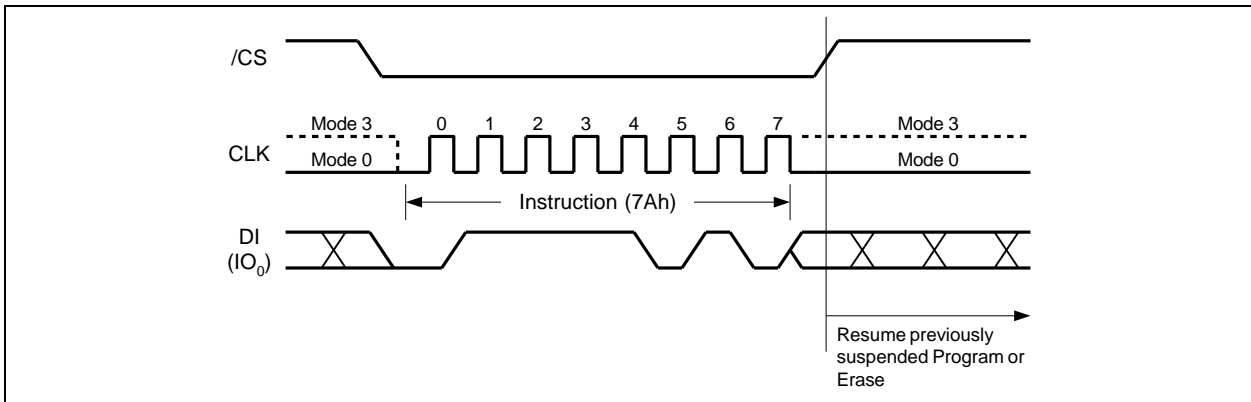 /CS
Mode 3 0 1 2 3 4 5 6 7 Mode 3
CLK
Mode 0 Mode 0
Instruction (7Ah)
DI
(IO0)
Resume previously
suspended Program or
Erase